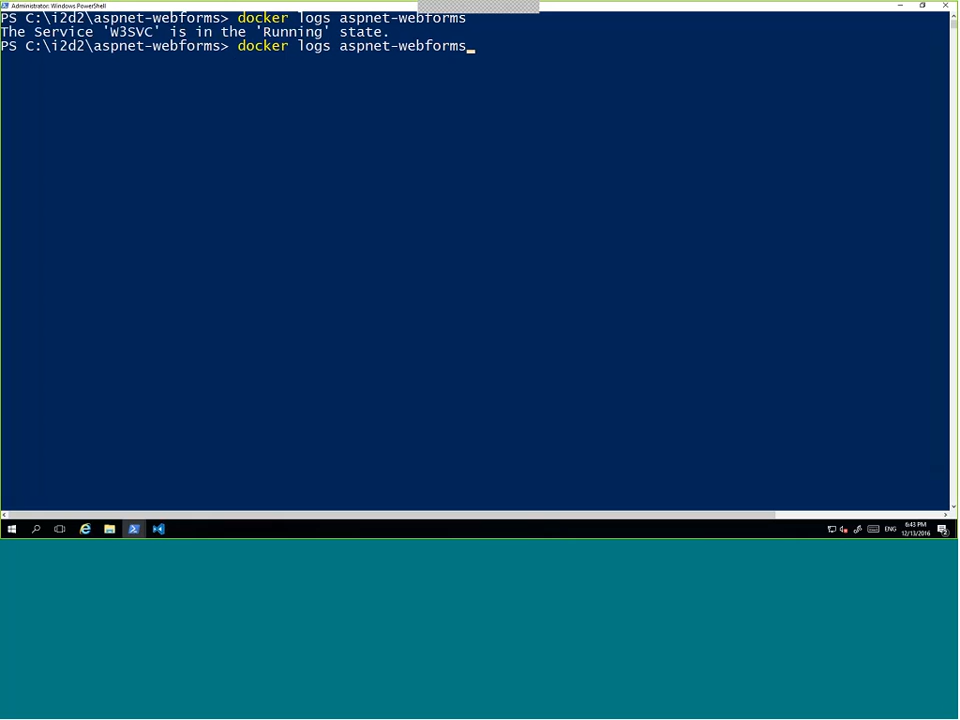 Administrator: Windows PowerShell
PS C:\i2d2\aspnet-webforms> docker logs aspnet-webforms
The Service 'W3SVC' is in the 'Running' state.
PS C:\i2d2\aspnet-webforms> docker logs aspnet-webforms
ENG
6:43 PM
12/13/2016